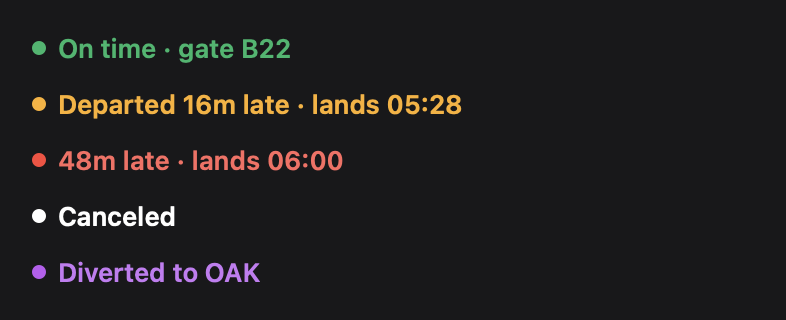 On time · gate B22
Departed 16m late · lands 05:28
48m late · lands 06:00
Canceled
Diverted to OAK